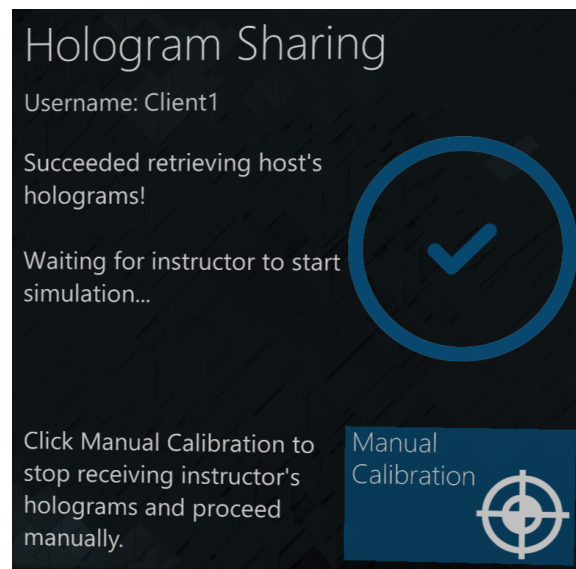 Hologram Sharing
Username: Client1
Succeeded retrieving host's
holograms!
Waiting for instructor to start
simulation...
Click Manual Calibration to
stop receiving instructor's
holograms and proceed
manually.
Manual
Calibration